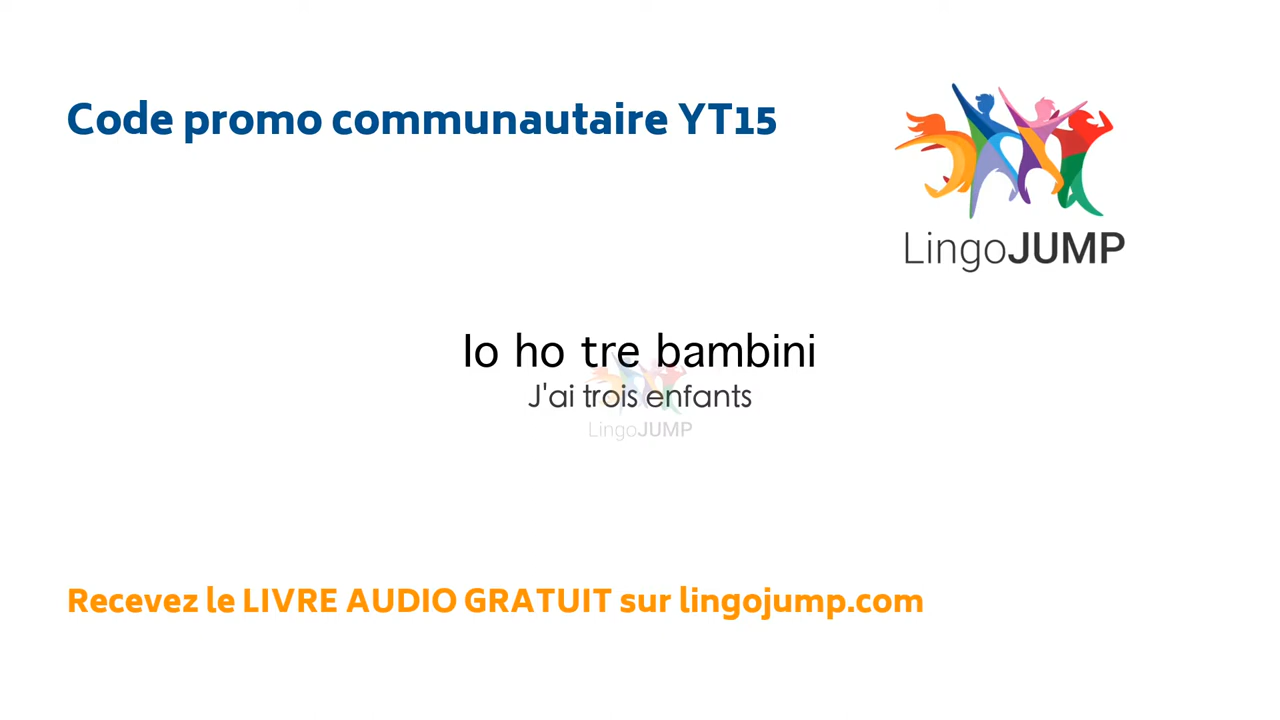 Code promo communautaire YT15
LingoJUMP
Io ho tre bambini
J'ai trois enfants
LingoJUMP
Recevez le LIVRE AUDIO GRATUIT sur lingojump.com